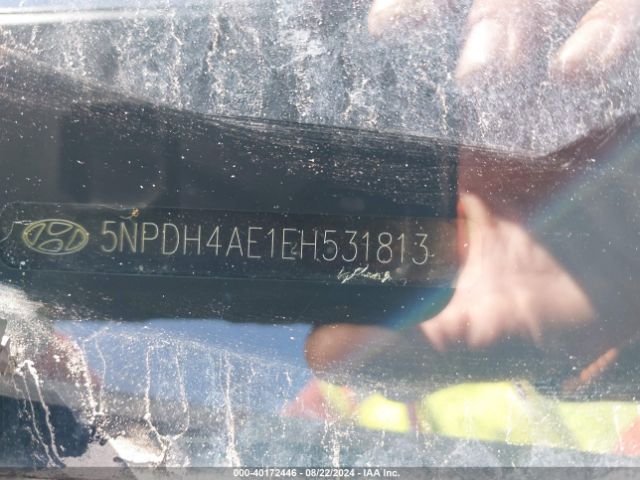 5NPDH4AE1EH531813
000-40172446 - 08/22/2024 - IAA Inc.